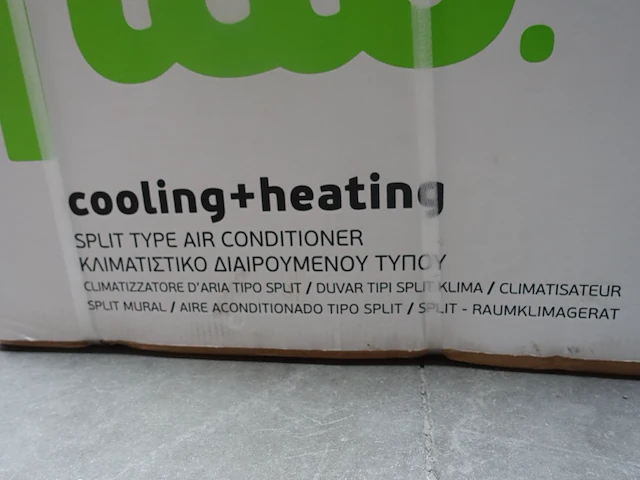 cooling+heating
SPLIT TYPE AIR CONDITIONER
ΚΛΙΜΑΤΙΣΤΙΚΟ ΔΙΑΙΡΟΥΜΕΝΟΥ ΤΥΠΟΥ
CLIMATIZZATORE D'ARIA TIPO SPLIT / DUVAR TIPI SPLIT KLIMA / CLIMATISATEUR
SPLIT MURAL / AIRE ACONDITIONADO TIPO SPLIT / SPLIT - RAUMKLIMAGERAT